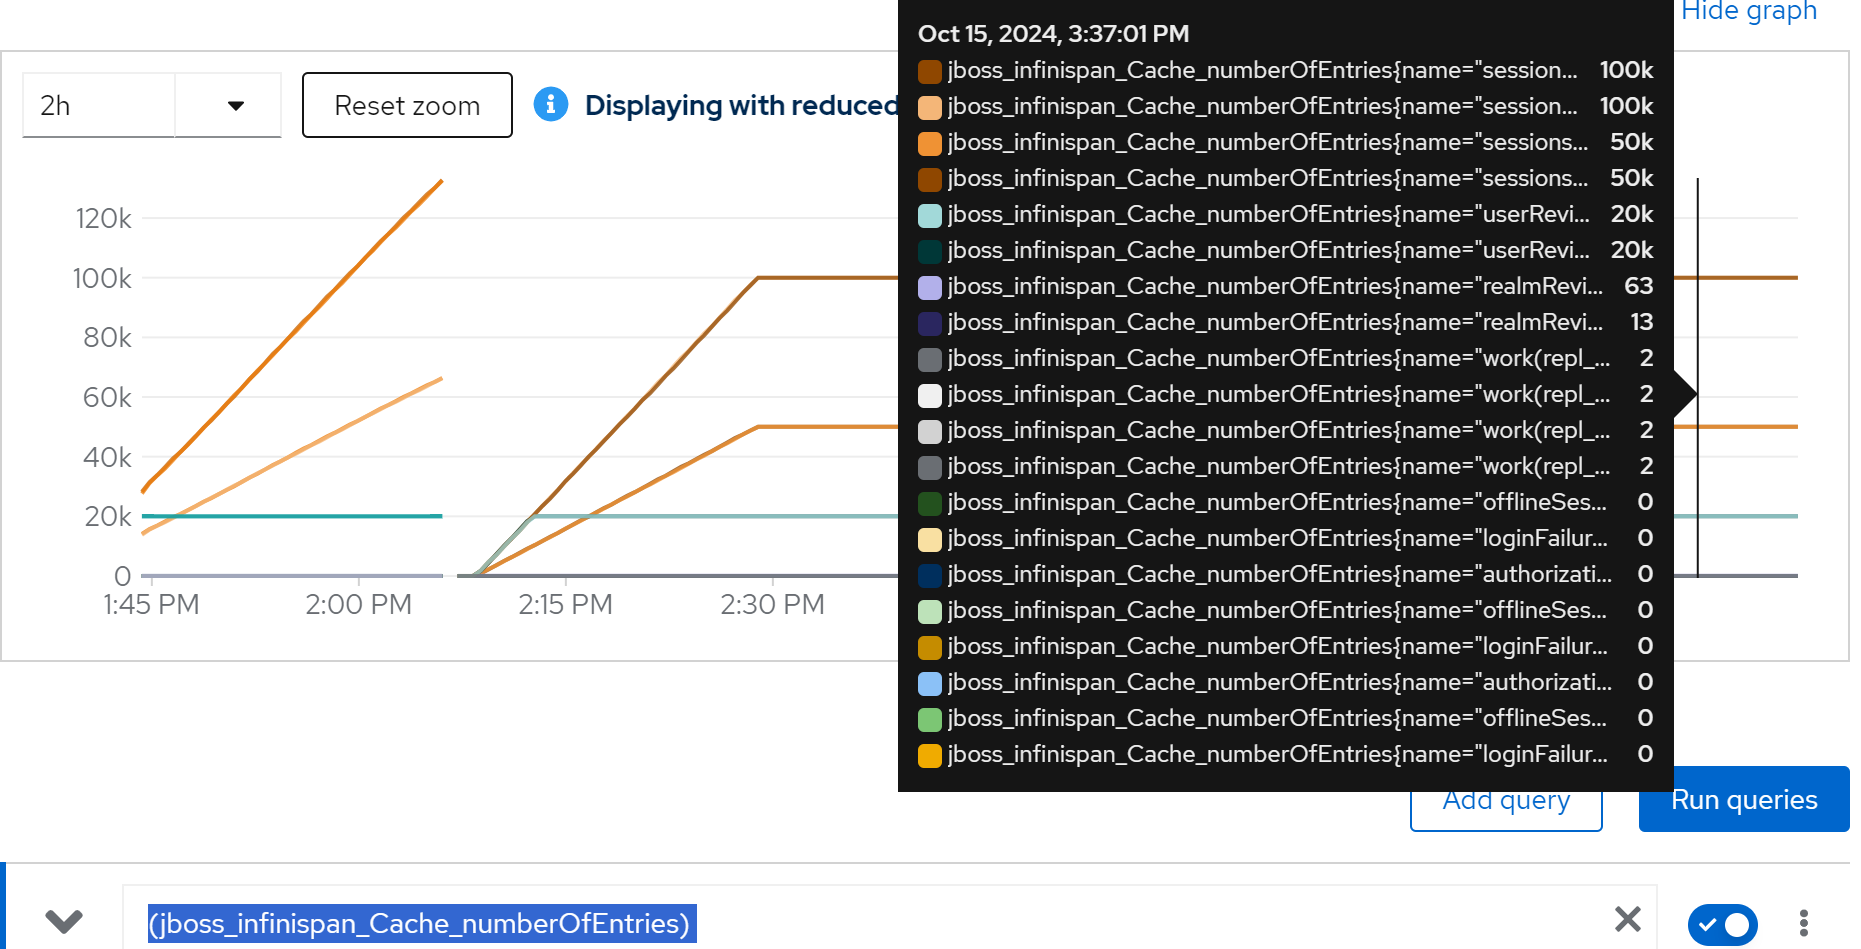 Hide graph
2h
Reset zoom
Displaying with reduced
Oct 15, 2024, 3:37:01 PM
jboss_infinispan_Cache_numberOfEntries{name="session... 100k
jboss_infinispan_Cache_numberOfEntries{name="session... 100k
jboss_infinispan_Cache_numberOfEntries{name="sessions... 50k
jboss_infinispan_Cache_numberOfEntries{name="sessions... 50k
jboss_infinispan_Cache_numberOfEntries{name="userRevi... 20k
jboss_infinispan_Cache_numberOfEntries{name="userRevi... 20k
jboss_infinispan_Cache_numberOfEntries{name="realmRevi... 63
jboss_infinispan_Cache_numberOfEntries{name="realmRevi... 13
jboss_infinispan_Cache_numberOfEntries{name="work(repl_... 2
jboss_infinispan_Cache_numberOfEntries{name="work(repl_... 2
jboss_infinispan_Cache_numberOfEntries{name="work(repl_... 2
jboss_infinispan_Cache_numberOfEntries{name="work(repl_... 2
jboss_infinispan_Cache_numberOfEntries{name="offlineSes... 0
jboss_infinispan_Cache_numberOfEntries{name="loginFailur... 0
jboss_infinispan_Cache_numberOfEntries{name="authorizati... 0
jboss_infinispan_Cache_numberOfEntries{name="offlineSes... 0
jboss_infinispan_Cache_numberOfEntries{name="loginFailur... 0
jboss_infinispan_Cache_numberOfEntries{name="authorizati... 0
jboss_infinispan_Cache_numberOfEntries{name="offlineSes... 0
jboss_infinispan_Cache_numberOfEntries{name="loginFailur... 0
120k
100k
80k
60k
40k
20k
0
1:45 PM 2:00 PM 2:15 PM 2:30 PM
Add query
Run queries
(jboss_infinispan_Cache_numberOfEntries)